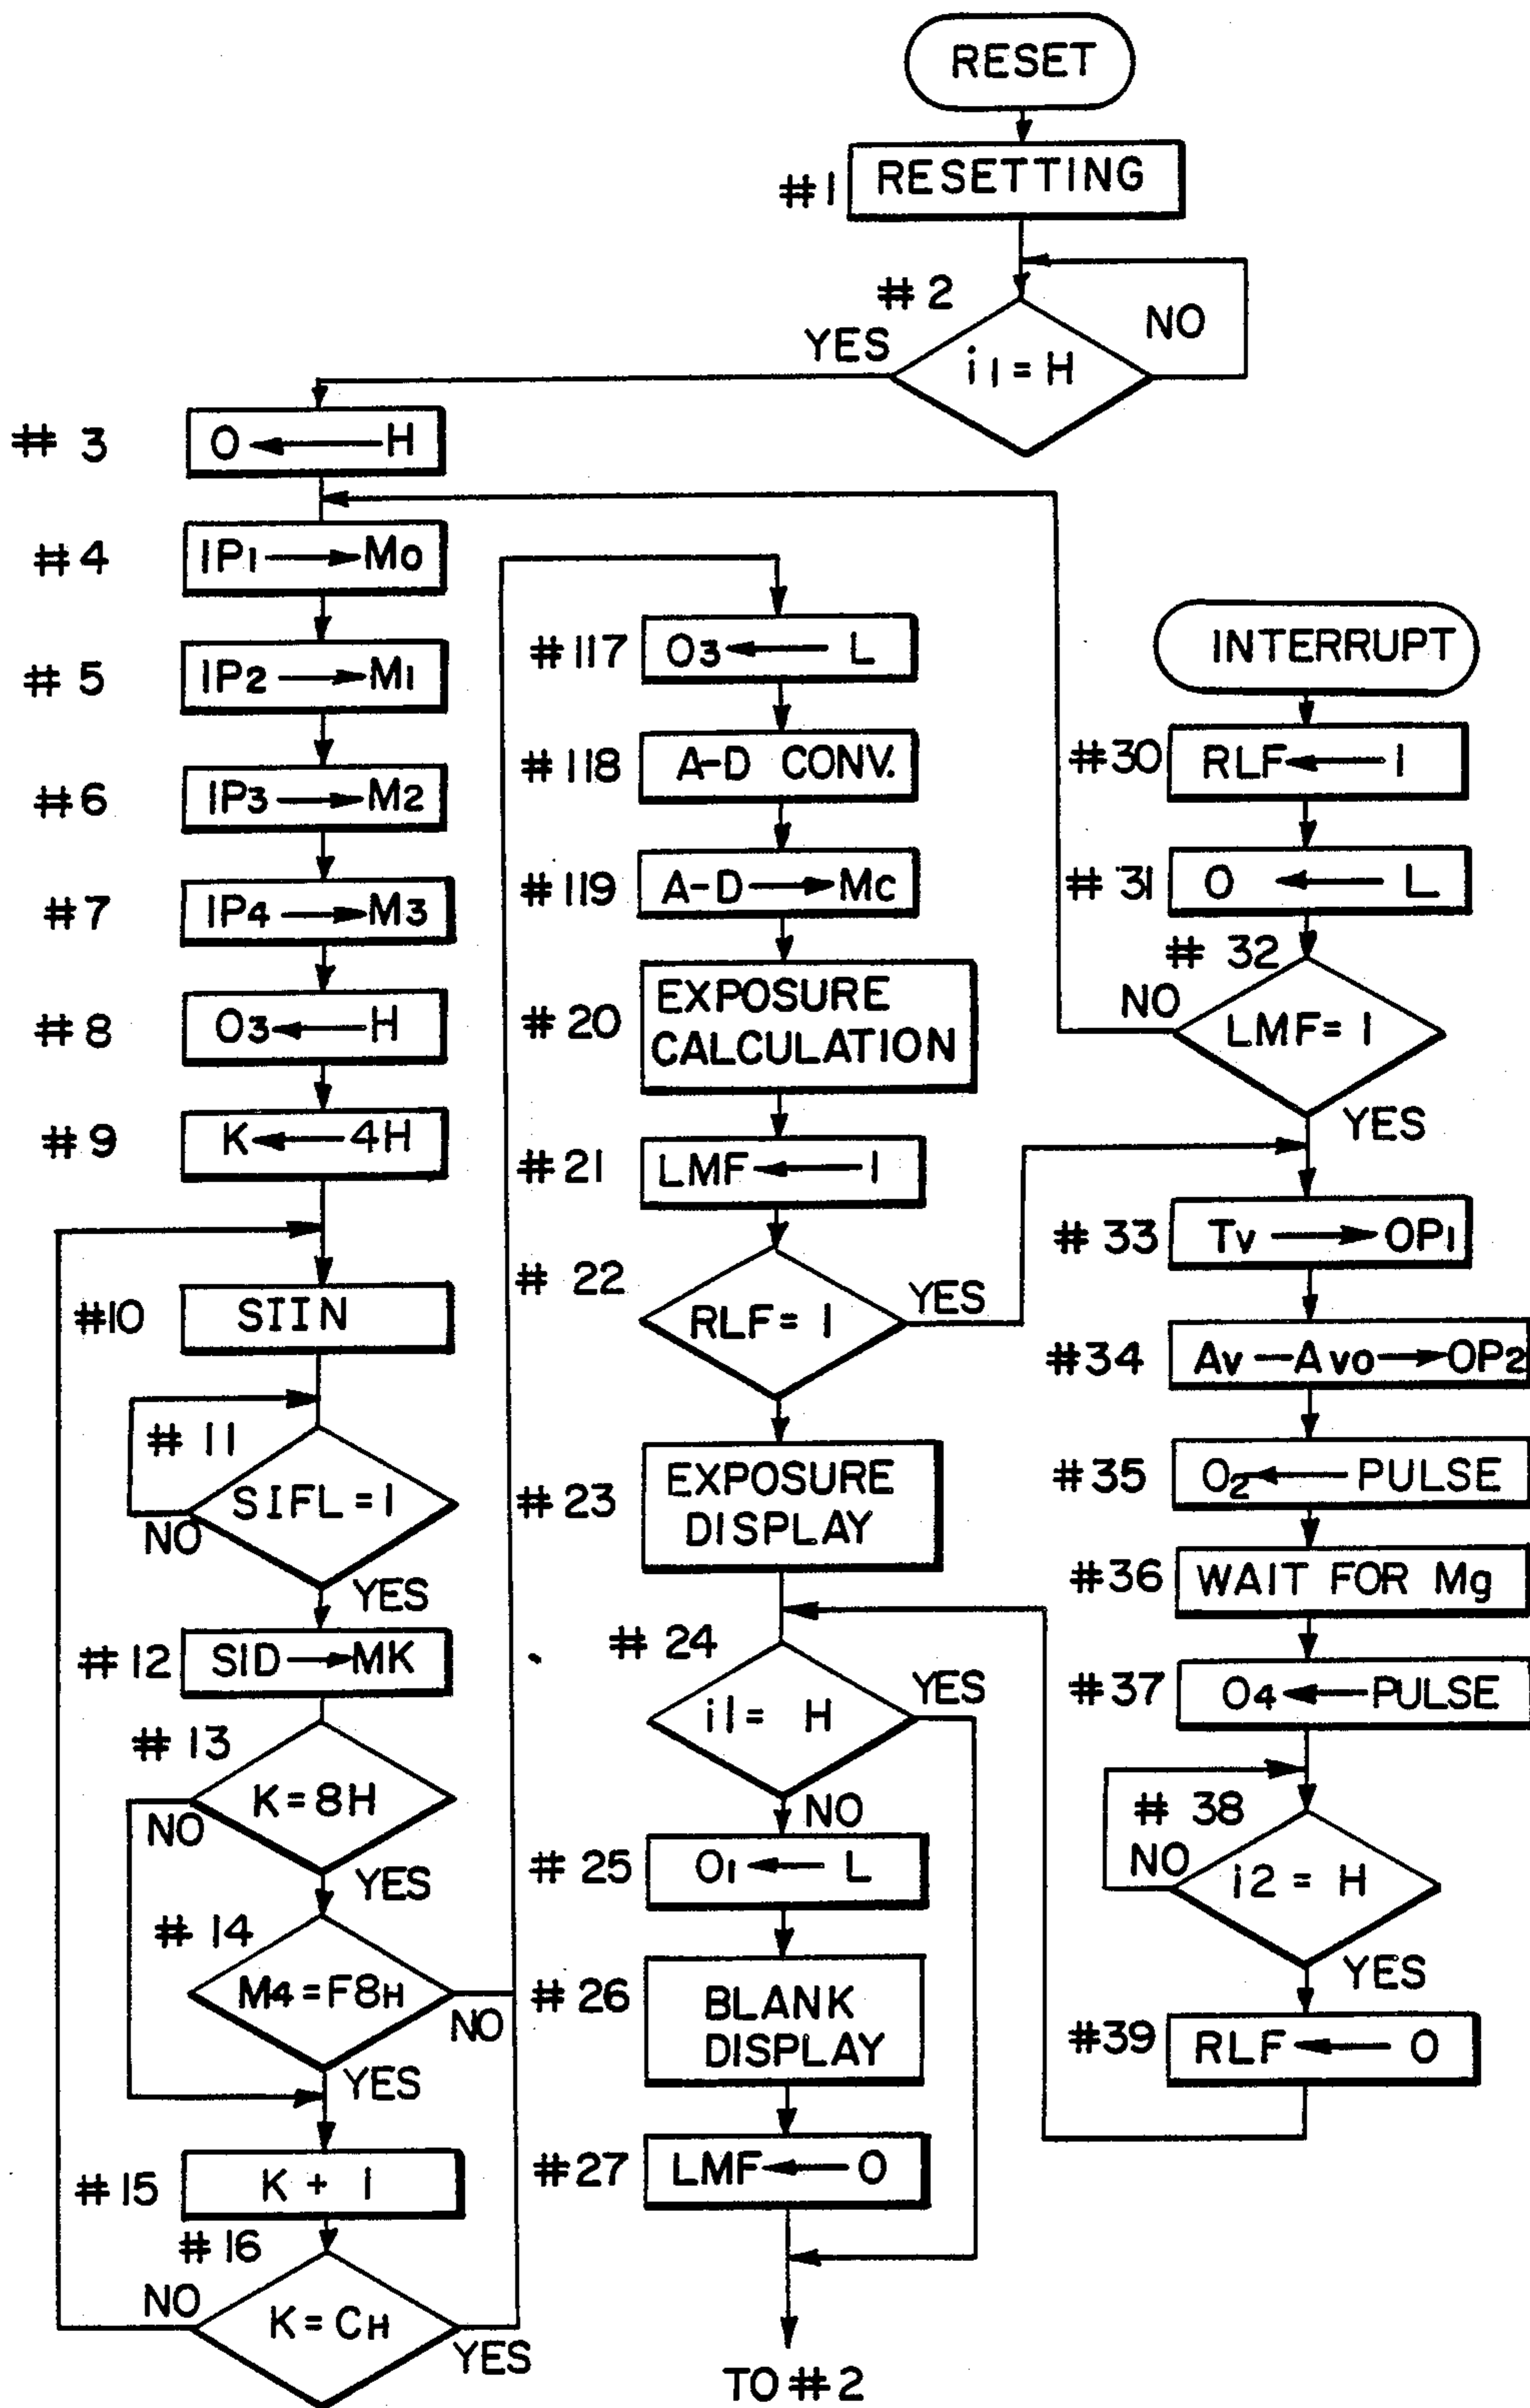 RESET
#1 RESETTING
#2
i1=H
YES
NO
#3 O ← H
#4 IP1 → M0
#5 IP2 → M1
#6 IP3 → M2
#7 IP4 → M3
#8 O3 ← H
#9 K ← 4H
#10 SIIN
#11
SIFL=1
NO
YES
#12 SID → MK
#13
K=8H
NO
YES
#14
M4=F8H
NO
YES
#15 K + 1
#16
K=CH
NO
YES
#117 O3 ← L
#118 A-D CONV.
#119 A-D → Mc
#20 EXPOSURE
CALCULATION
#21 LMF ← 1
#22
RLF=1
YES
#23 EXPOSURE
DISPLAY
#24
i1= H
YES
NO
#25 O1 ← L
#26 BLANK
DISPLAY
#27 LMF ← 0
TO #2
INTERRUPT
#30 RLF ← 1
#31 O ← L
#32
LMF=1
NO
YES
#33 Tv → OP1
#34 Av — Avo → OP2
#35 O2 ← PULSE
#36 WAIT FOR Mg
#37 O4 ← PULSE
#38
i2 = H
NO
YES
#39 RLF ← 0